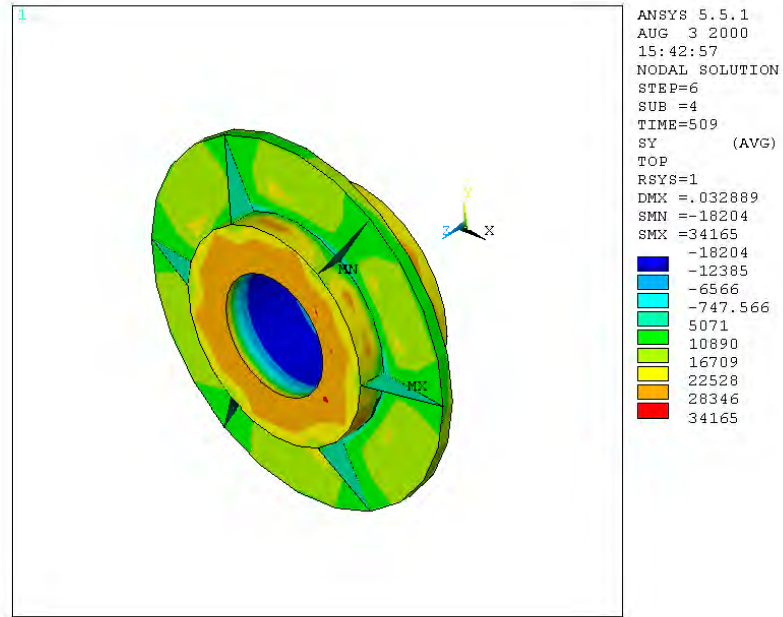 1
ANSYS 5.5.1
AUG 3 2000
15:42:57
NODAL SOLUTION
STEP=6
SUB =4
TIME=509
SY (AVG)
TOP
RSYS=1
DMX =.032889
SMN =-18204
SMX =34165
-18204
-12385
-6566
-747.566
5071
10890
16709
22528
28346
34165
Y
Z X
MN
MX